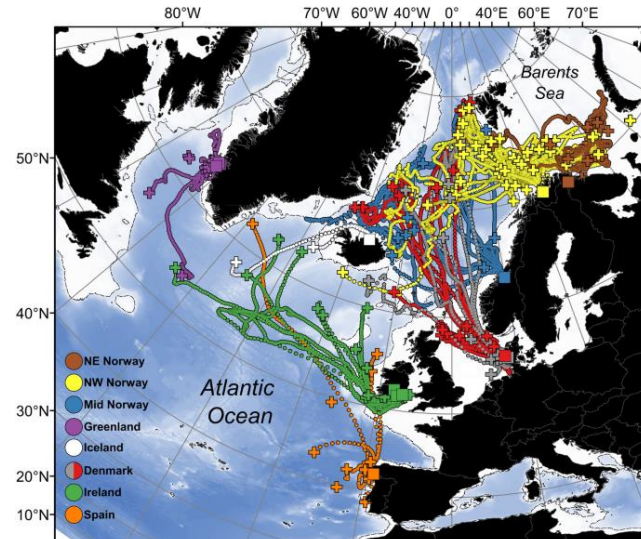 80°W
70°W
60°W
40°W
20°W
0°
40°E
60°E
70°E
Barents
Sea
50°N
40°N
30°N
20°N
10°N
Atlantic
Ocean
NE Norway
NW Norway
Mid Norway
Greenland
Iceland
Denmark
Ireland
Spain